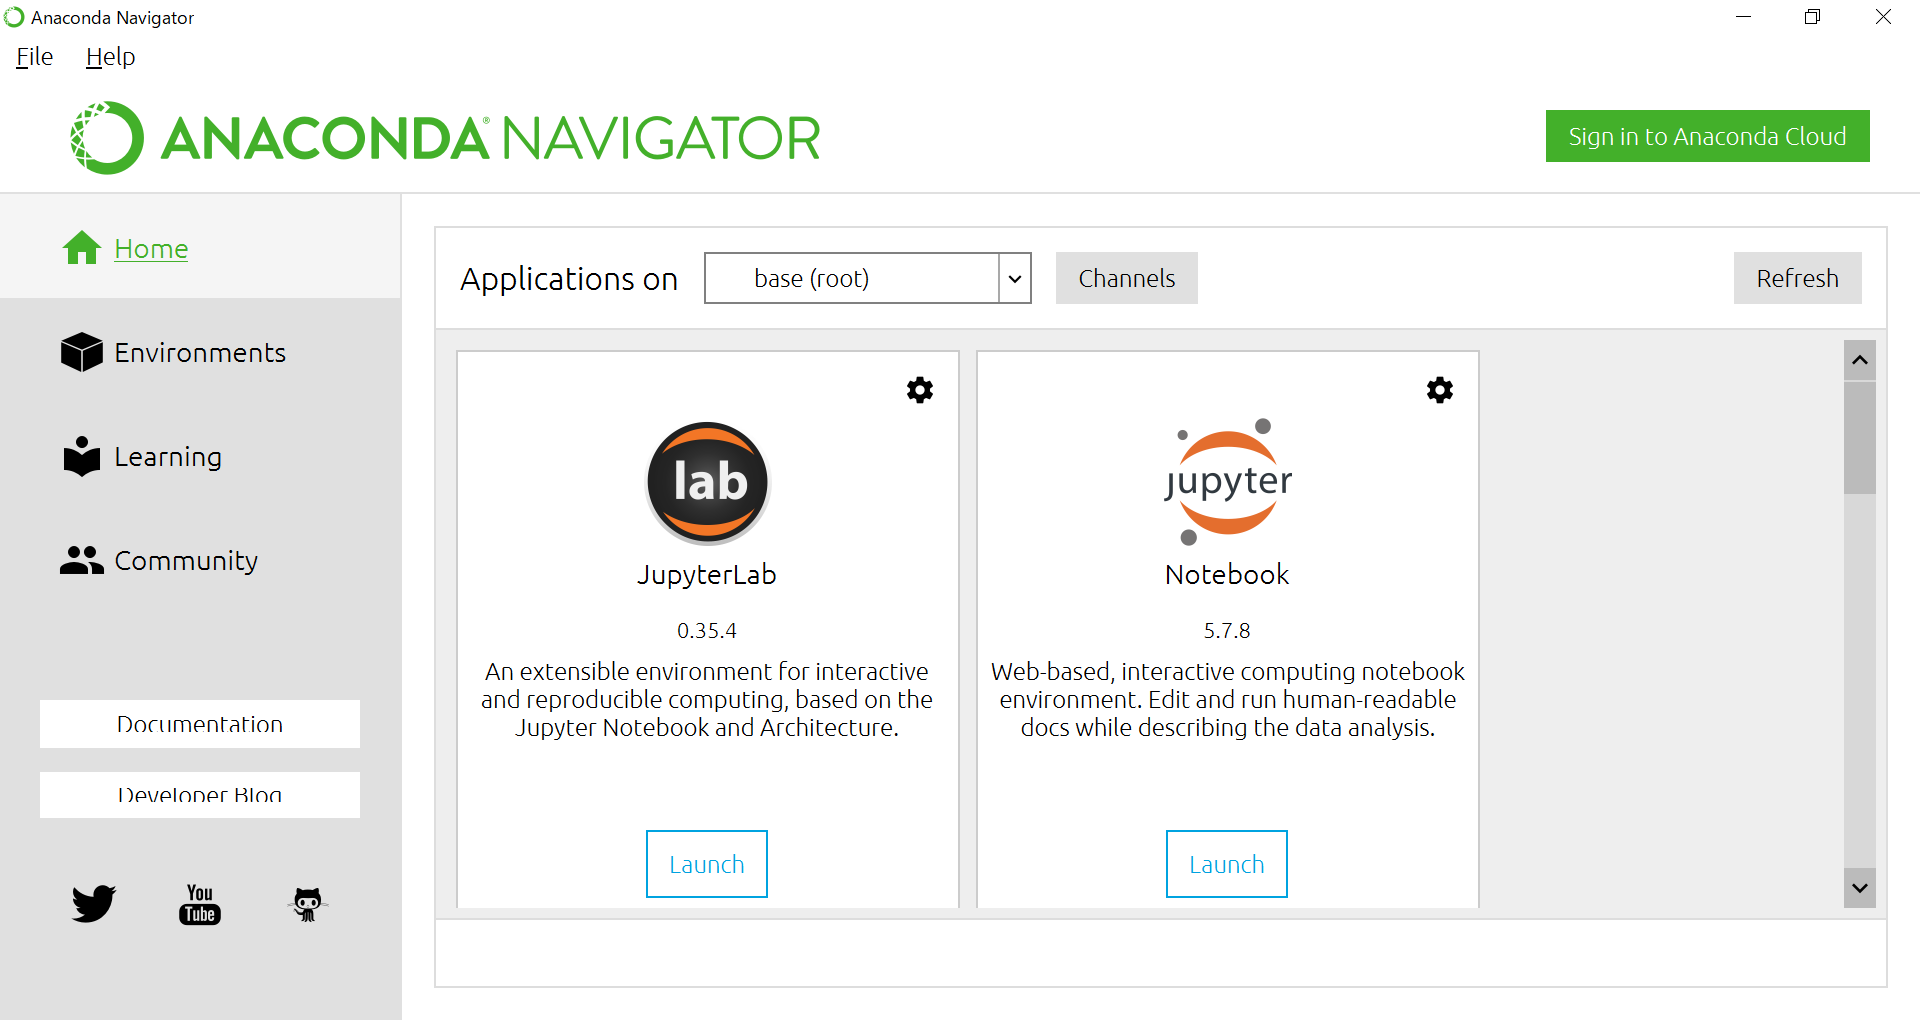 Anaconda Navigator
File Help
ANACONDA® NAVIGATOR
Sign in to Anaconda Cloud
Home
Environments
Learning
Community
Documentation
Developer Blog
You
Tube
Applications on base (root) Channels Refresh
lab
JupyterLab
0.35.4
An extensible environment for interactive
and reproducible computing, based on the
Jupyter Notebook and Architecture.
Launch
jupyter
Notebook
5.7.8
Web-based, interactive computing notebook
environment. Edit and run human-readable
docs while describing the data analysis.
Launch